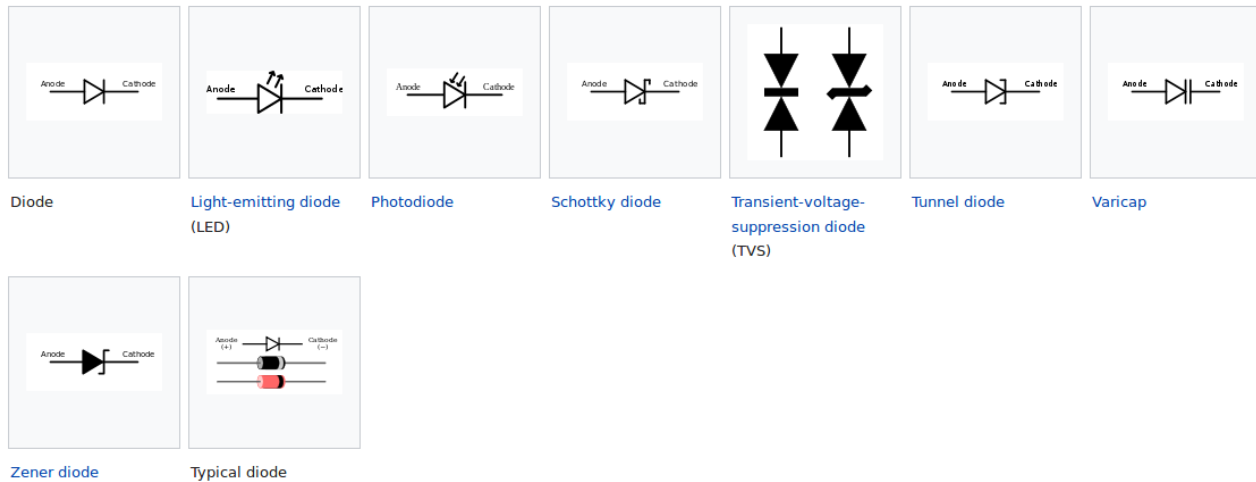 Anode Cathode
Anode Cathode
Anode Cathode
Anode Cathode
Anode Cathode
Anode Cathode
Diode
Light-emitting diode
(LED)
Photodiode
Schottky diode
Transient-voltage-
suppression diode
(TVS)
Tunnel diode
Varicap
Anode Cathode
Anode Cathode
(+) (−)
Zener diode
Typical diode